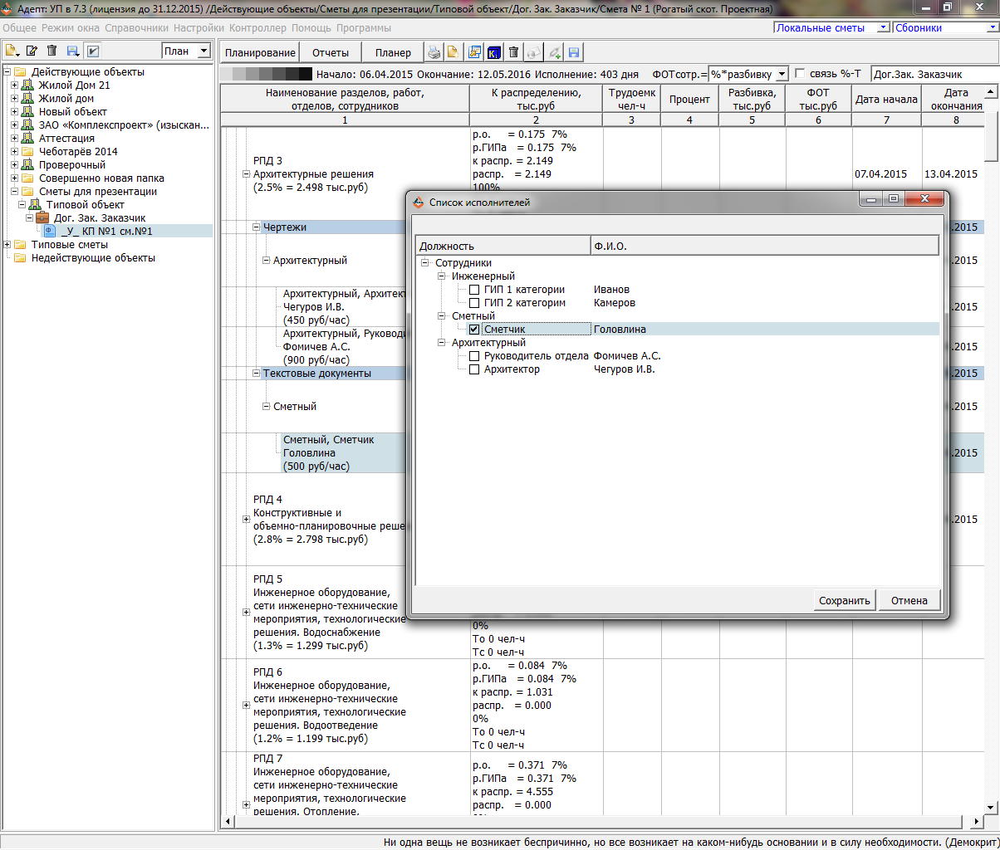 Адепт: УП в 7.3 (лицензия до 31.12.2015) /Действующие объекты/Сметы для презентации/Типовой объект/Дог. Зак. Заказчик/Смета № 1 (Рогатый скот. Проектная)
Общее Режим окна Справочники Настройки Контроллер Помощь Программы
Локальные сметы
Сборники
План
Действующие объекты
Жилой Дом 21
Жилой дом
Новый объект
ЗАО «Комплекспроект» (изыскан...
Аттестация
Чеботарёв 2014
Проверочный
Совершенно новая папка
Сметы для презентации
Типовой объект
Дог. Зак. Заказчик
_У_ КП №1 см.№1
Типовые сметы
Недействующие объекты
Планирование
Отчеты
Планер
Начало: 06.04.2015 Окончание: 12.05.2016 Исполнение: 403 дня
ФОТсотр.= %*разбивку
связь %-Т
Дог.Зак. Заказчик
Наименование разделов, работ,
отделов, сотрудников
К распределению,
тыс.руб
Трудоемк
чел-ч
Процент
Разбивка,
тыс.руб
ФОТ
тыс.руб
Дата начала
Дата
окончания
1 2 3 4 5 6 7 8
РПД 3
Архитектурные решения
(2.5% = 2.498 тыс.руб)
р.о. = 0.175 7%
р.ГИПа = 0.175 7%
к распр. = 2.149
распр. = 2.149
100%
07.04.2015
13.04.2015
Чертежи
.2015
Архитектурный
.2015
Архитектурный, Архитект
Чегуров И.В.
(450 руб/час)
.2015
Архитектурный, Руковод
Фомичев А.С.
(900 руб/час)
.2015
Текстовые документы
.2015
Сметный
.2015
Сметный, Сметчик
Головлина
(500 руб/час)
.2015
РПД 4
Конструктивные и
объемно-планировочные реше
(2.8% = 2.798 тыс.руб)
.2015
РПД 5
Инженерное оборудование,
сети инженерно-технические
мероприятия, технологические
решения. Водоснабжение
(1.3% = 1.299 тыс.руб)
0%
То 0 чел-ч
Тс 0 чел-ч
РПД 6
Инженерное оборудование,
сети инженерно-технические
мероприятия, технологические
решения. Водоотведение
(1.2% = 1.199 тыс.руб)
р.о. = 0.084 7%
р.ГИПа = 0.084 7%
к распр. = 1.031
распр. = 0.000
0%
То 0 чел-ч
Тс 0 чел-ч
РПД 7
Инженерное оборудование,
сети инженерно-технические
мероприятия, технологические
решения. Отопление,
р.о. = 0.371 7%
р.ГИПа = 0.371 7%
к распр. = 4.555
распр. = 0.000
Список исполнителей
Должность
Ф.И.О.
Сотрудники
Инженерный
ГИП 1 категории Иванов
ГИП 2 категорим Камеров
Сметный
Сметчик Головлина
Архитектурный
Руководитель отдела Фомичев А.С.
Архитектор Чегуров И.В.
Сохранить
Отмена
Ни одна вещь не возникает беспричинно, но все возникает на каком-нибудь основании и в силу необходимости. (Демокрит)